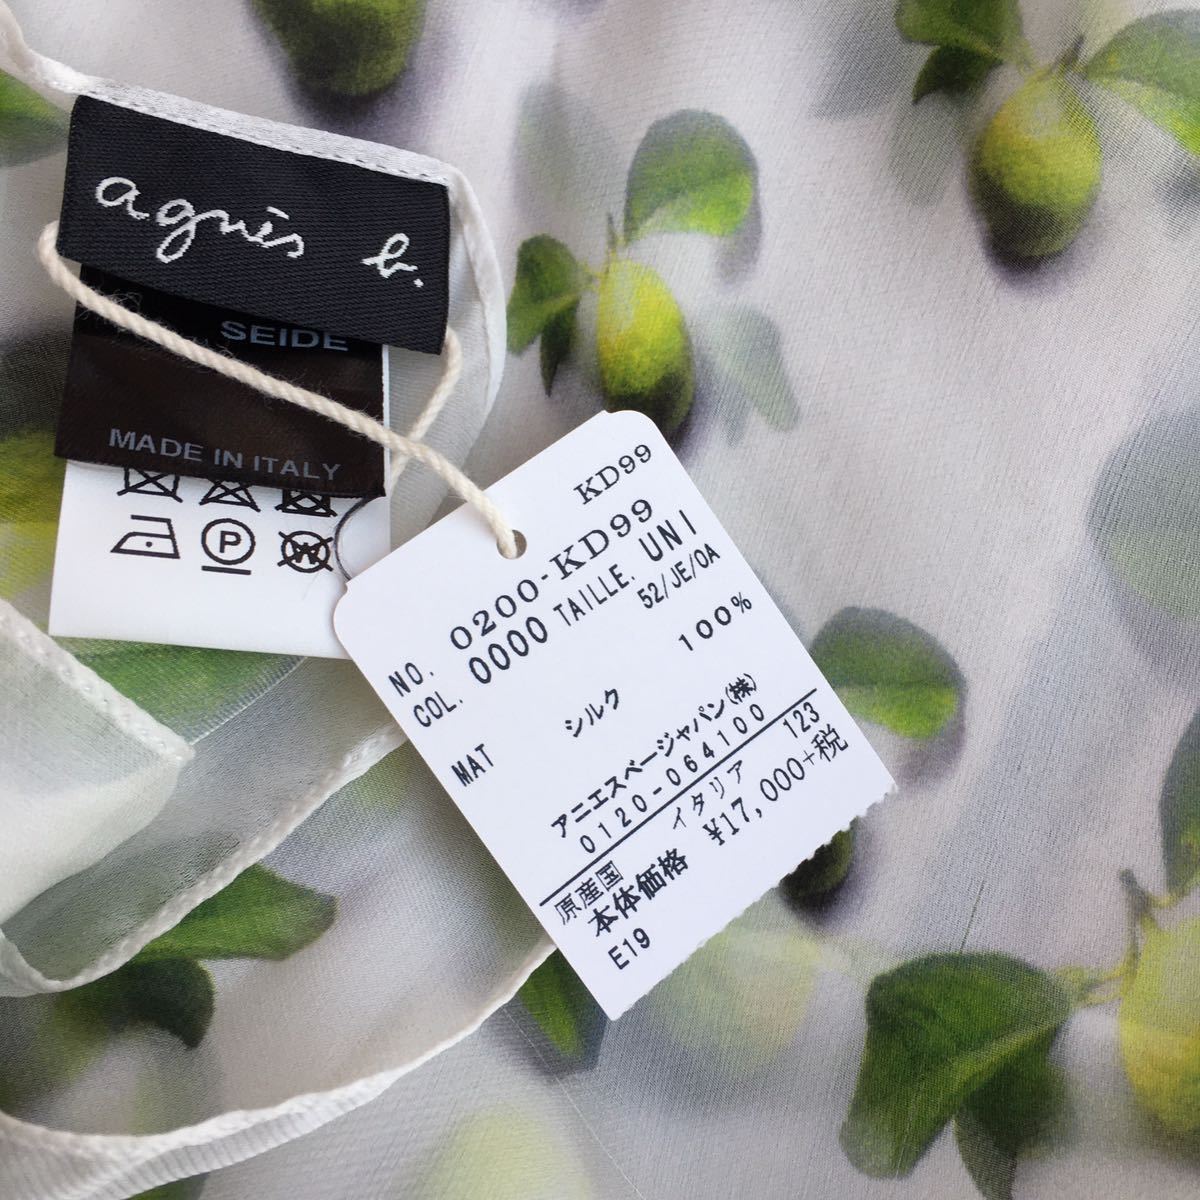 agnès b.
SEIDE
MADE IN ITALY
P
W
KD99
NO. 0200-KD99
COL. 0000 TAILLE. UNI
52/JE/OA
MAT シルク 100%
アニエスベージャパン(株)
0120-064100
原産国 イタリア 123
本体価格 ¥17,000+税
E19